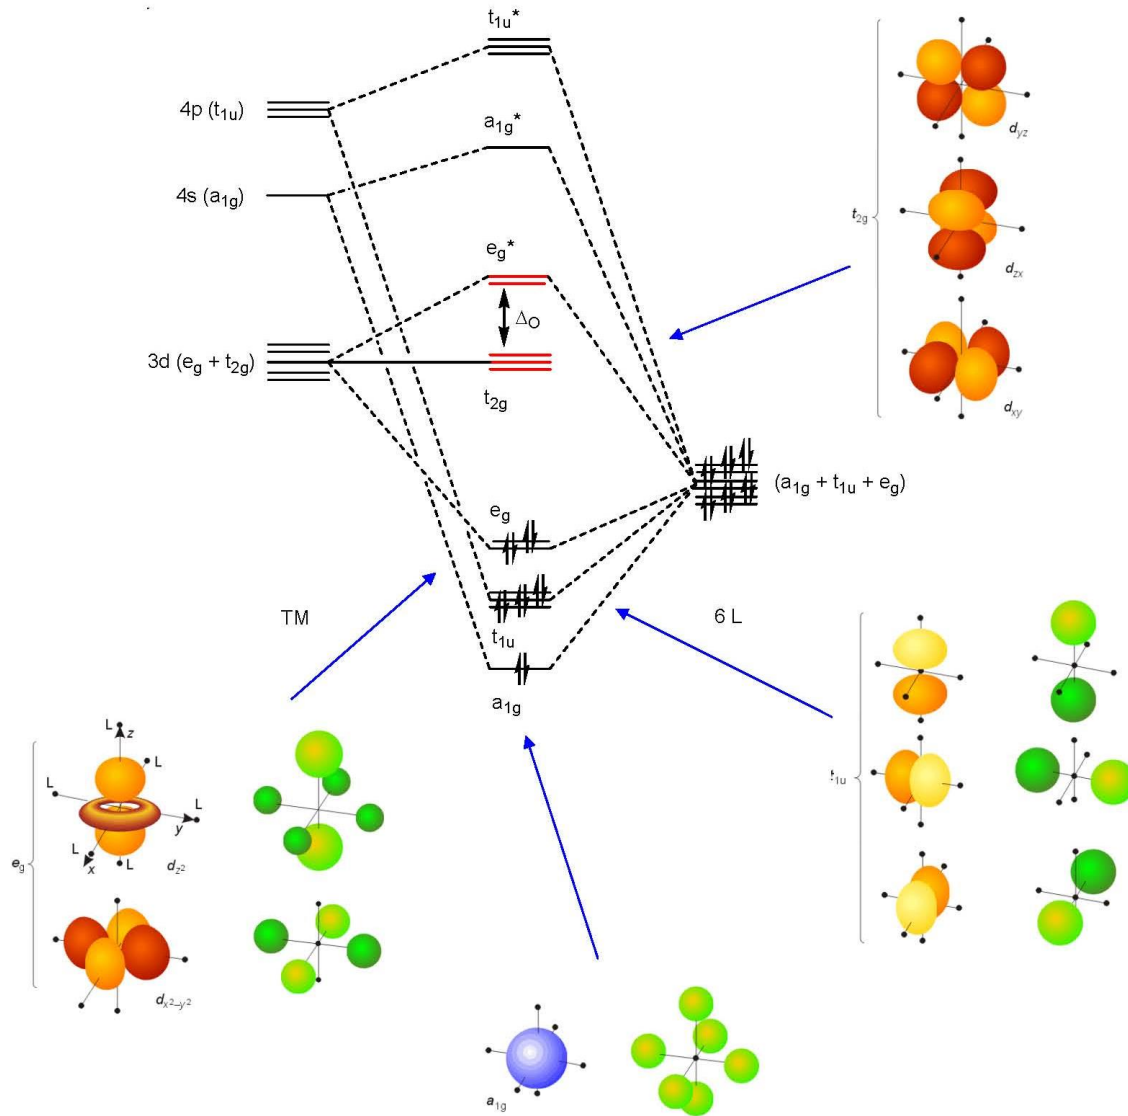 t1u*
4p (t1u)
a1g*
4s (a1g)
eg*
ΔO
3d (eg + t2g)
t2g
dyz
t2g
dzx
dxy
(a1g + t1u + eg)
eg
TM
6 L
t1u
a1g
L
z
L
L
L
y
L
x
L
dz2
eg
dx2–y2
t1u
a1g